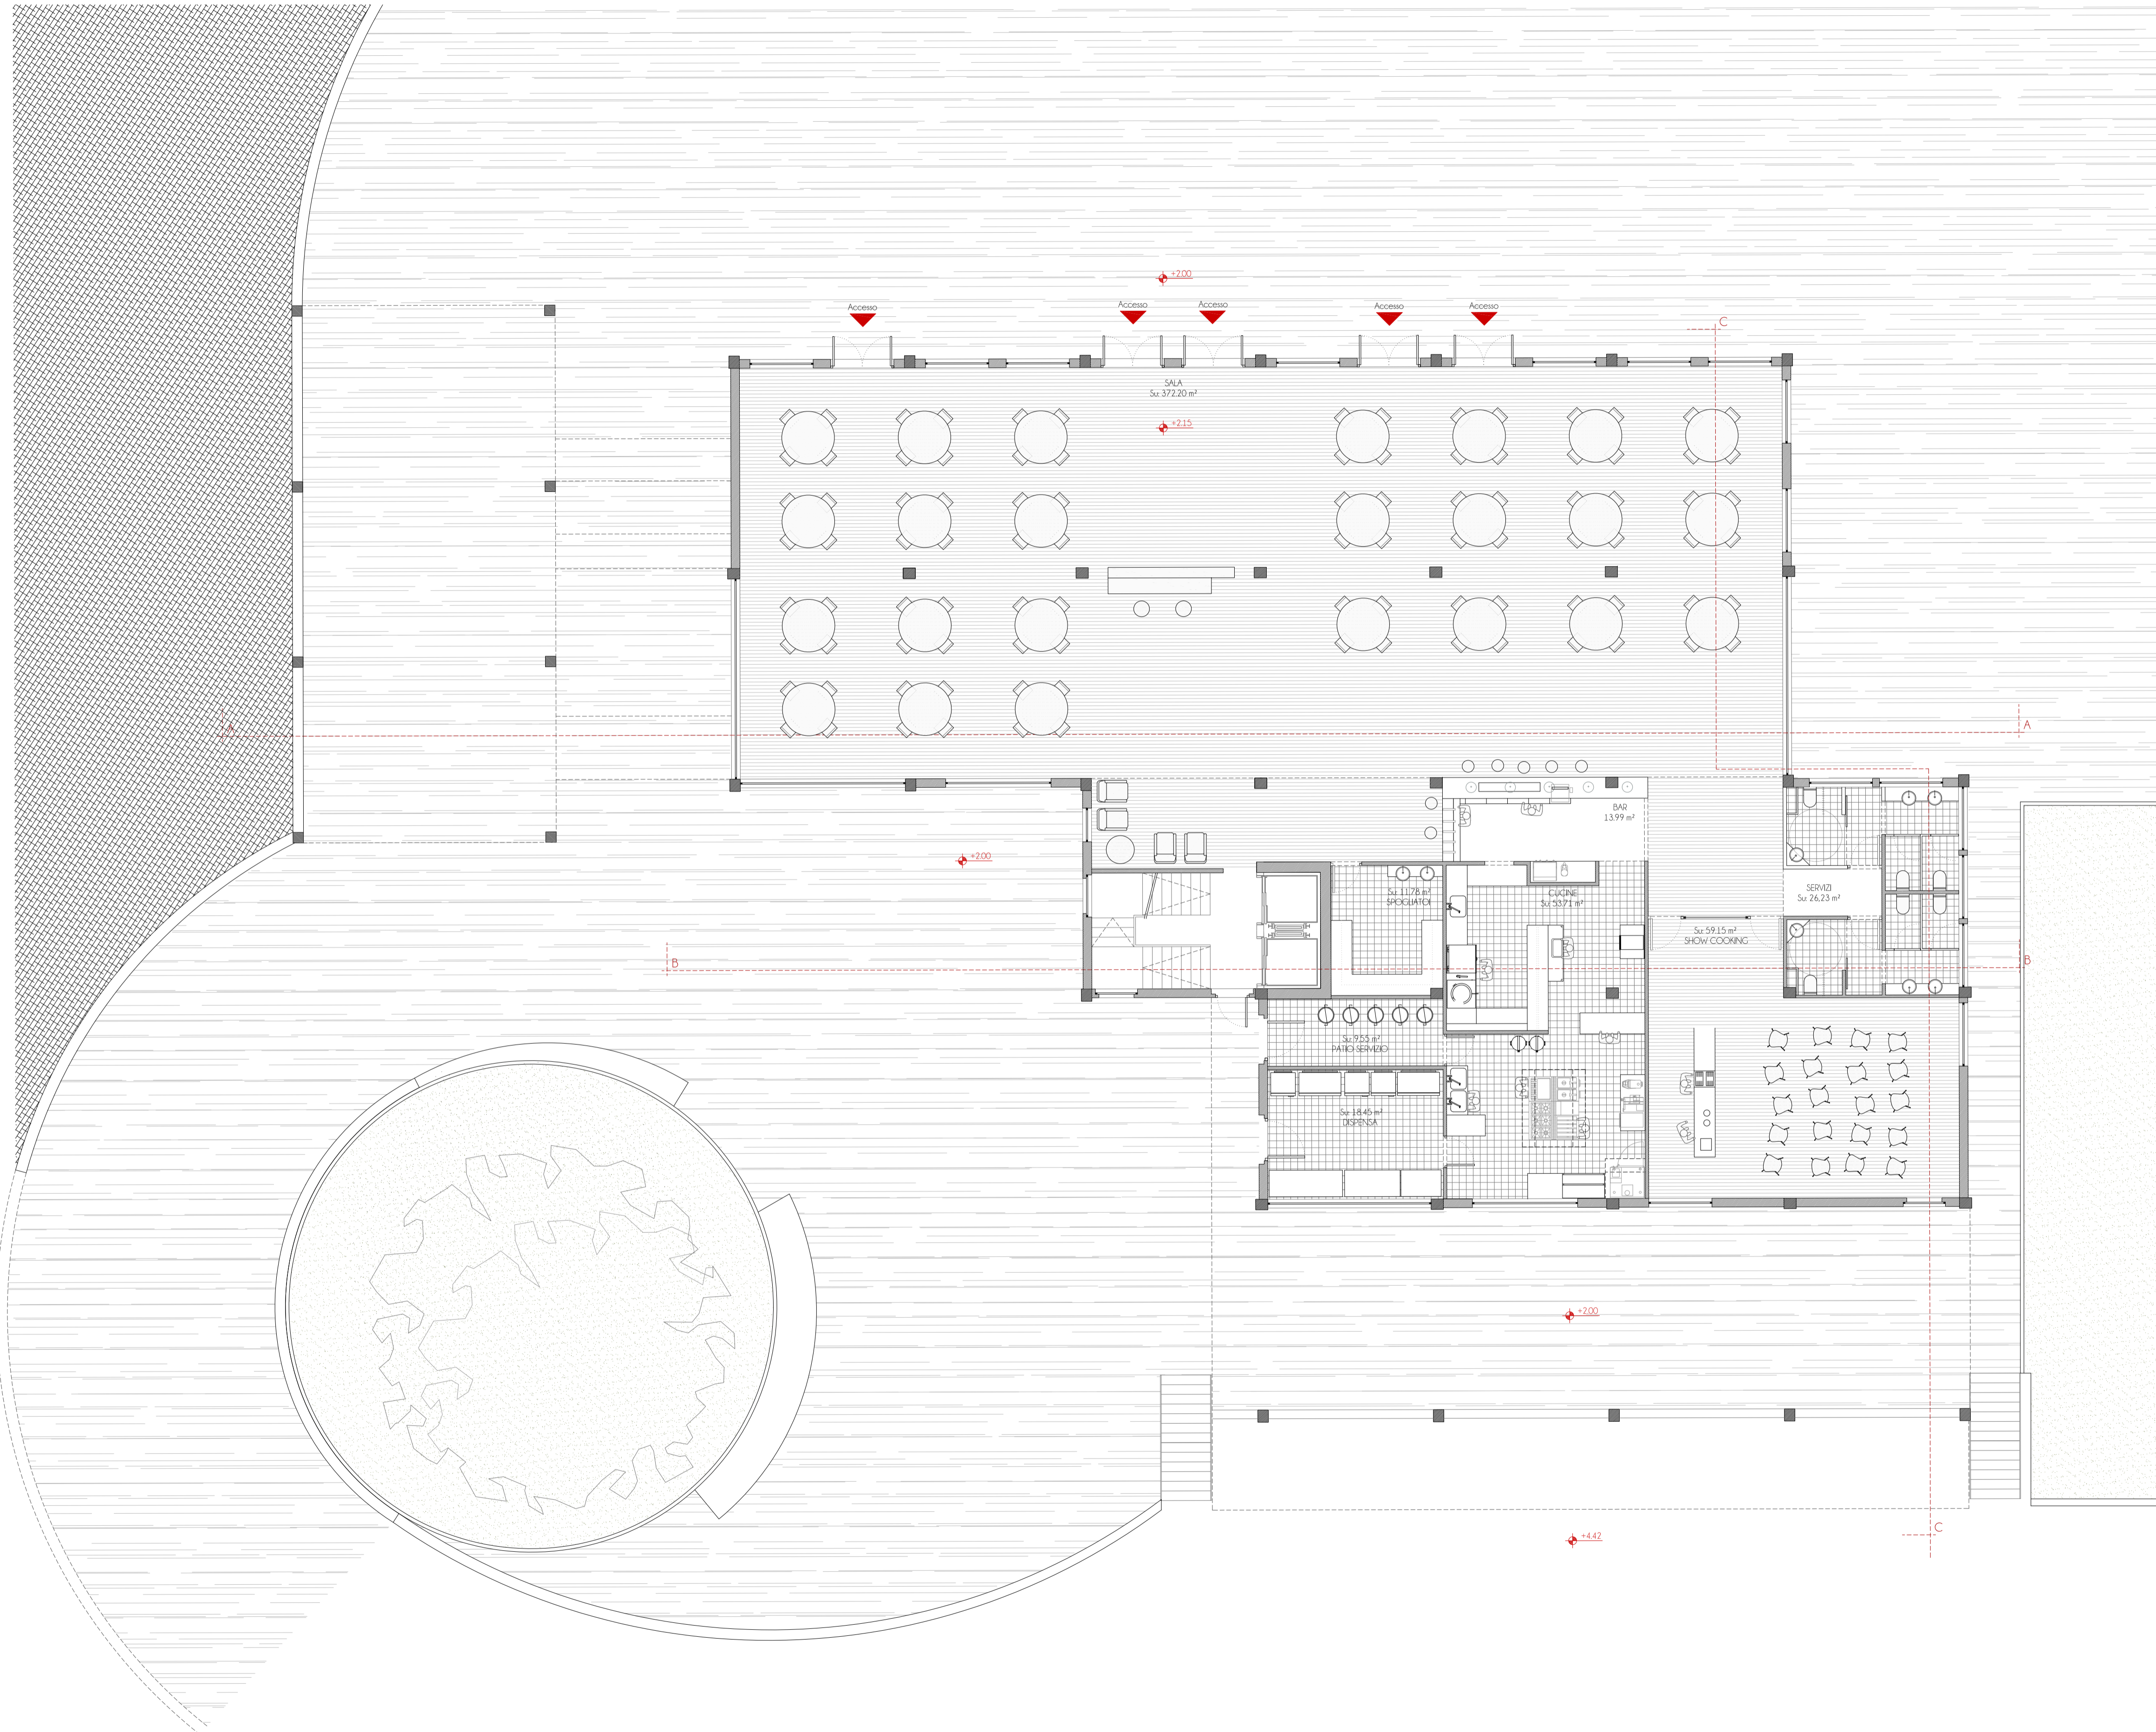 +2.00
Accesso
Accesso
Accesso
Accesso
Accesso
C
SALA
Su: 372.20 m²
+2.15
A
A
BAR
13.99 m²
+2.00
Su: 11.78 m²
SPOGLIATOI
CUCINE
Su: 53.71 m²
SERVIZI
Su: 26,23 m²
Su: 59.15 m²
SHOW COOKING
B
B
Su: 9.55 m²
PATIO SERVIZIO
Su: 18.45 m²
DISPENSA
+2.00
C
+4.42